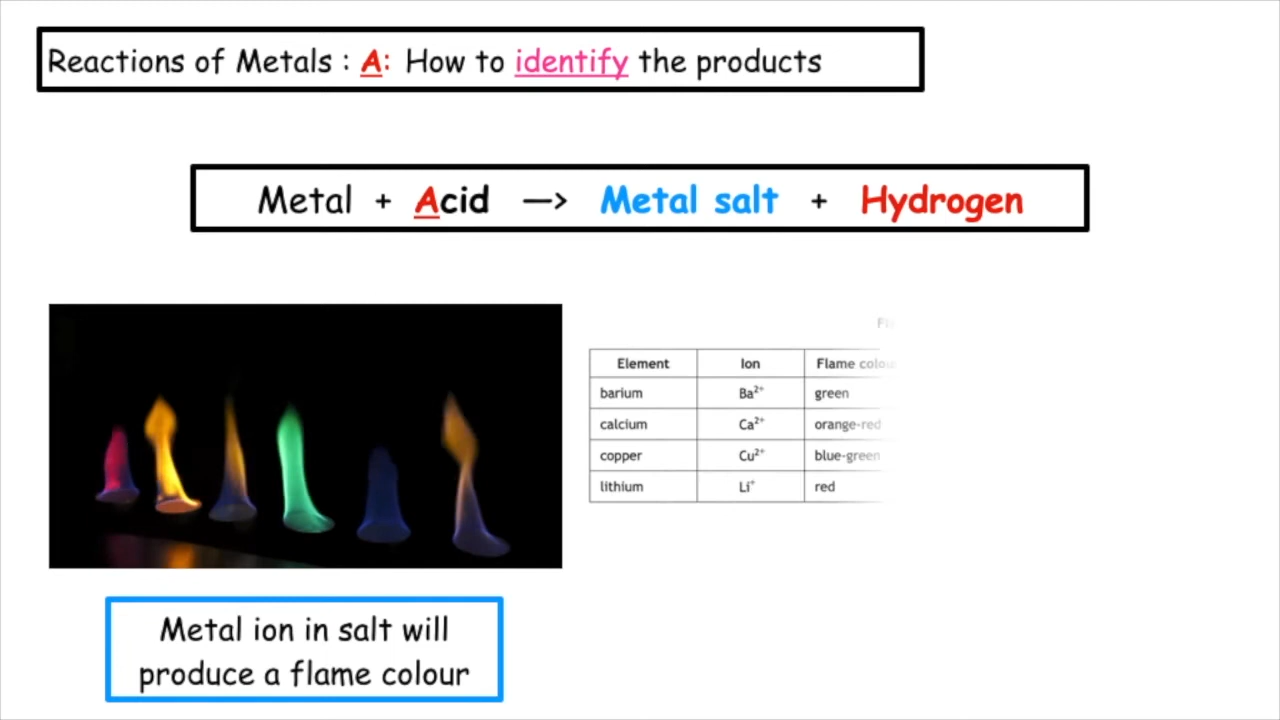 Reactions of Metals : A: How to identify the products
Metal + Acid —> Metal salt + Hydrogen
Element Ion Flame
barium Ba²⁺ green
calcium Ca²⁺ orange-red
copper Cu²⁺ blue-green
lithium Li⁺ red
Metal ion in salt will
produce a flame colour